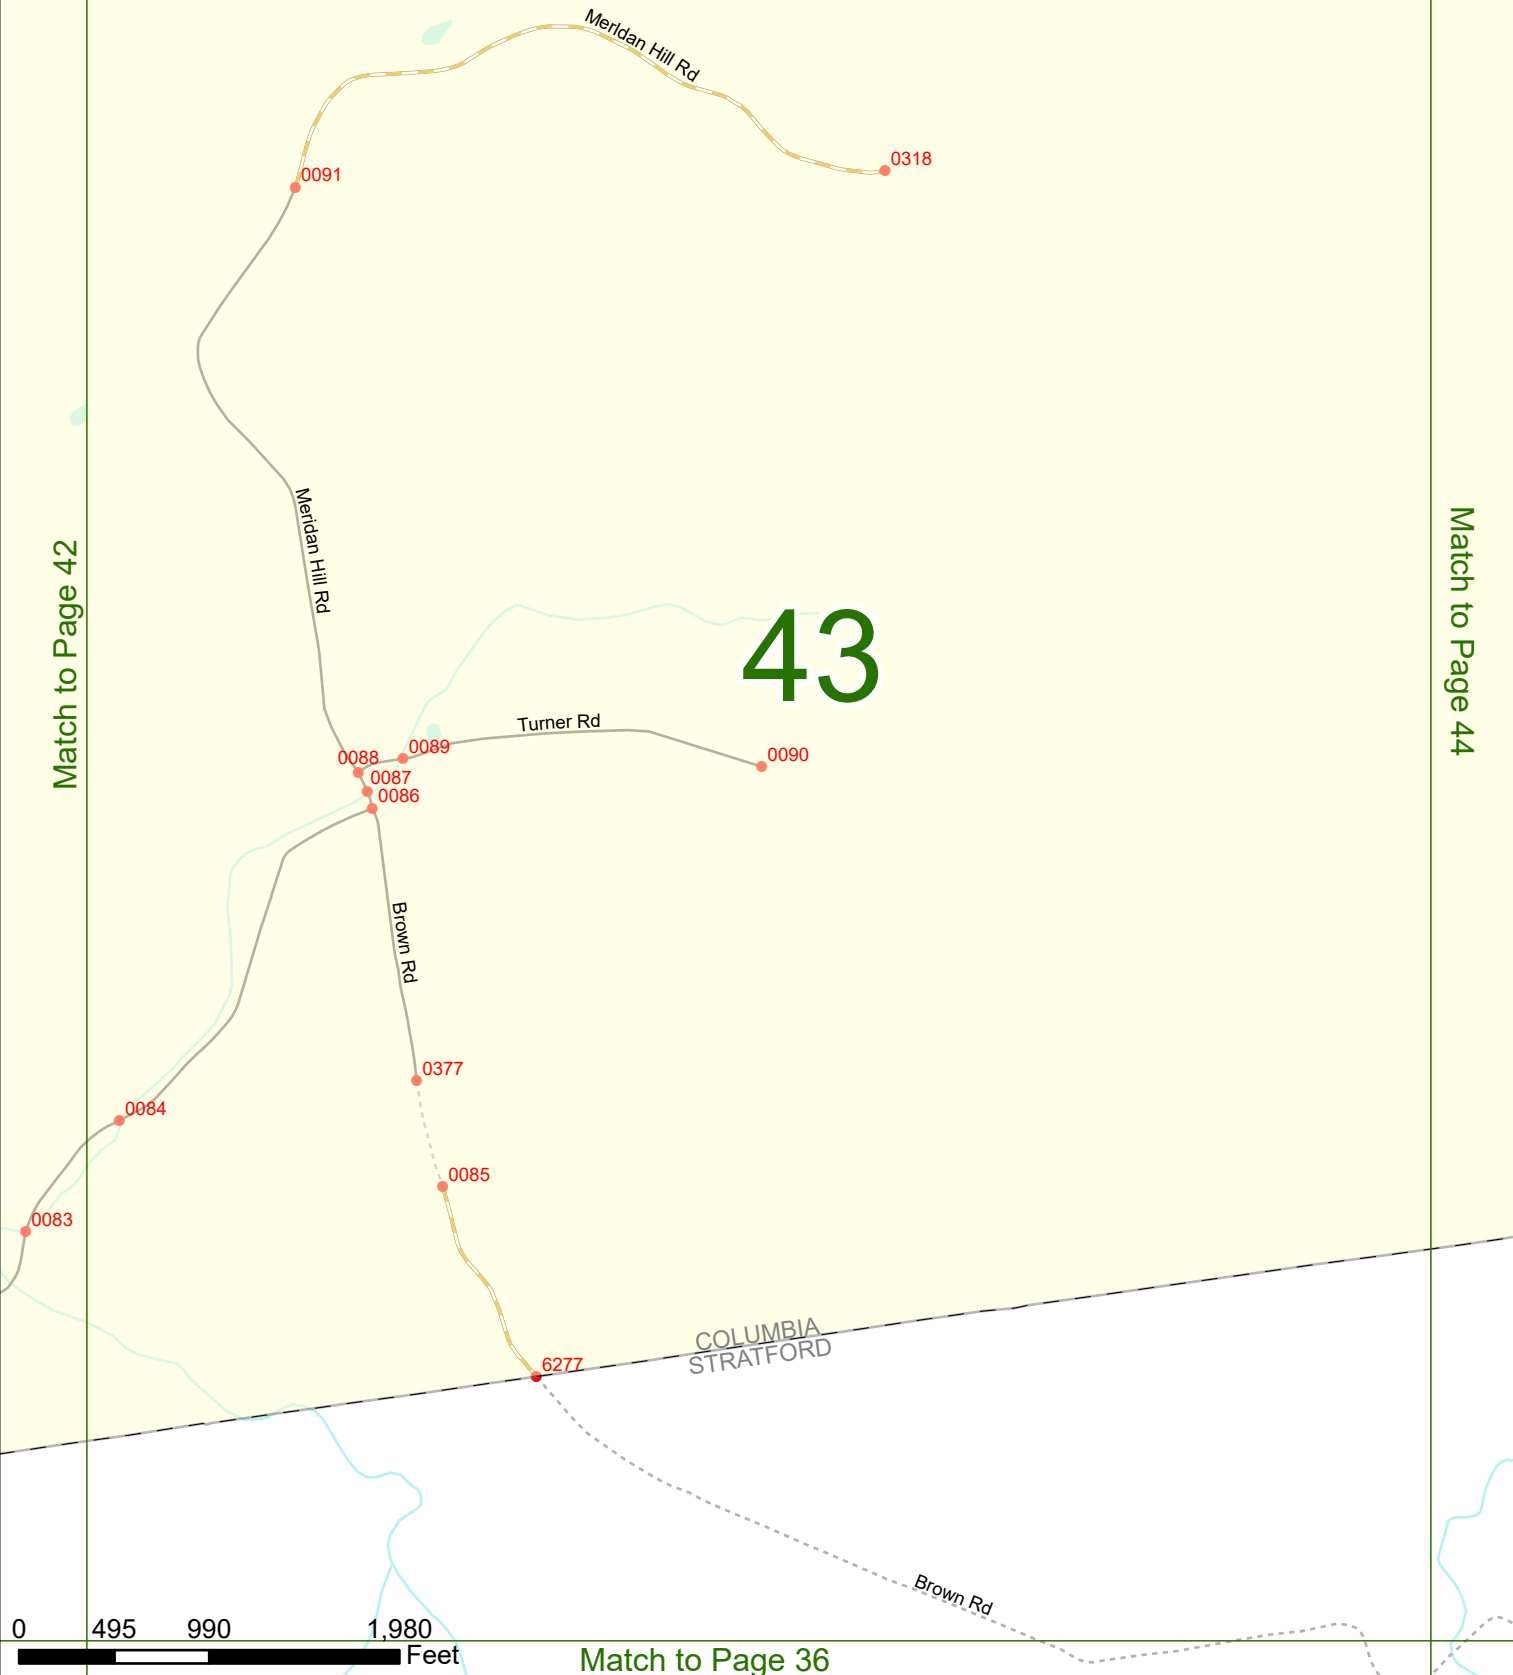 Meridan Hill Rd
0318
0091
Meridan Hill Rd
Match to Page 42
Match to Page 44
43
Turner Rd
0089
0088
0090
0087
0086
Brown Rd
0377
0084
0085
0083
COLUMBIA
STRATFORD
6277
Brown Rd
0 495 990 1,980
Feet
Match to Page 36